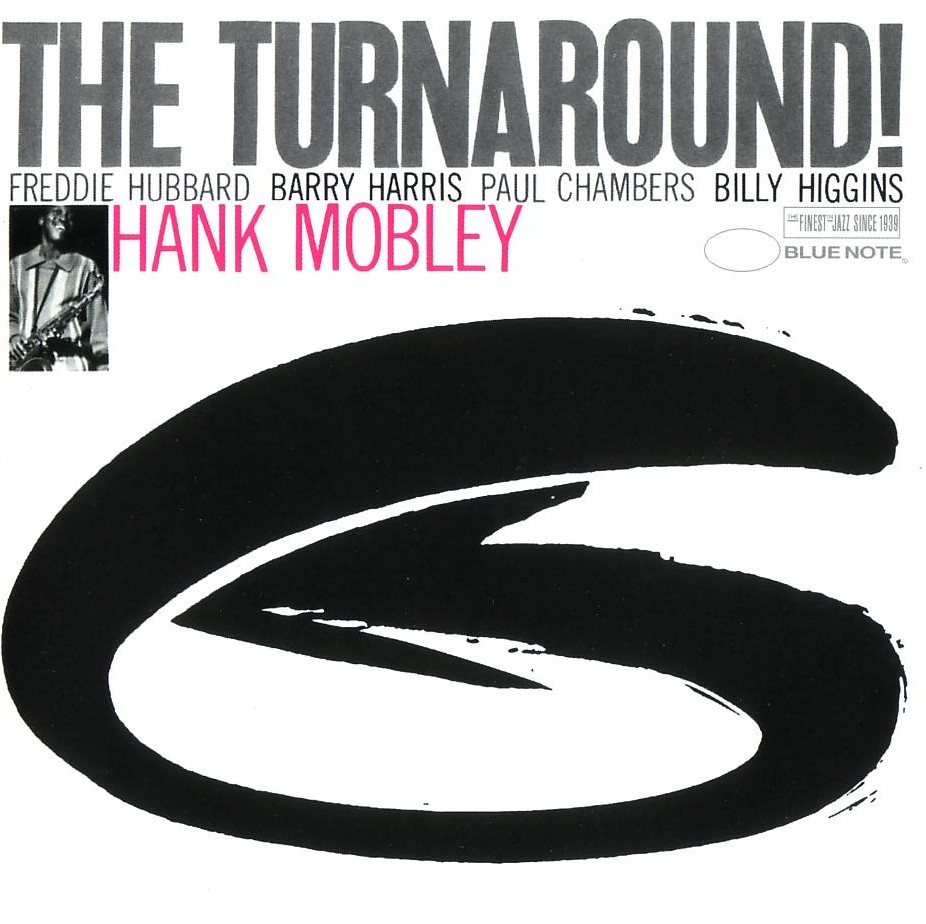 THE TURNAROUND!
FREDDIE HUBBARD BARRY HARRIS PAUL CHAMBERS BILLY HIGGINS
HANK MOBLEY
THE FINEST IN JAZZ SINCE 1939
BLUE NOTE